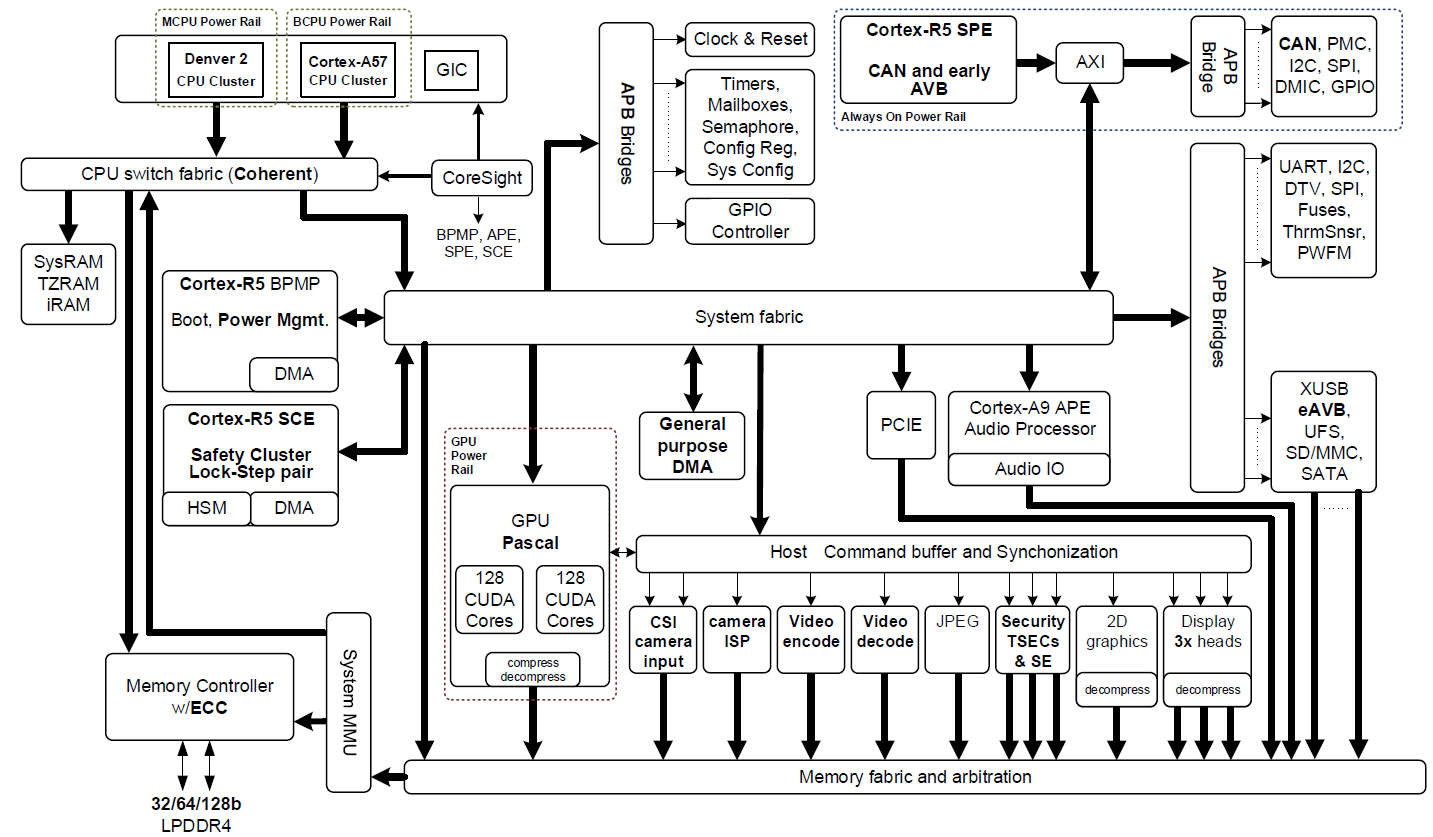 MCPU Power Rail
BCPU Power Rail
Denver 2
CPU Cluster
Cortex-A57
CPU Cluster
GIC
CPU switch fabric (Coherent)
CoreSight
BPMP, APE,
SPE, SCE
SysRAM
TZRAM
iRAM
APB Bridges
Clock & Reset
Timers,
Mailboxes,
Semaphore,
Config Reg,
Sys Config
GPIO
Controller
Cortex-R5 SPE
CAN and early
AVB
Always On Power Rail
AXI
APB
Bridge
CAN, PMC,
I2C, SPI,
DMIC, GPIO
APB Bridges
UART, I2C,
DTV, SPI,
Fuses,
ThrmSnsr,
PWFM
XUSB
eAVB,
UFS,
SD/MMC,
SATA
Cortex-R5 BPMP
Boot, Power Mgmt.
DMA
System fabric
Cortex-R5 SCE
Safety Cluster
Lock-Step pair
HSM
DMA
GPU
Power
Rail
GPU
Pascal
128
CUDA
Cores
128
CUDA
Cores
compress
decompress
General
purpose
DMA
PCIE
Cortex-A9 APE
Audio Processor
Audio IO
Host Command buffer and Synchonization
CSI
camera
input
camera
ISP
Video
encode
Video
decode
JPEG
Security
TSECs
& SE
2D
graphics
decompress
Display
3x heads
decompress
Memory Controller
w/ECC
System MMU
32/64/128b
LPDDR4
Memory fabric and arbitration